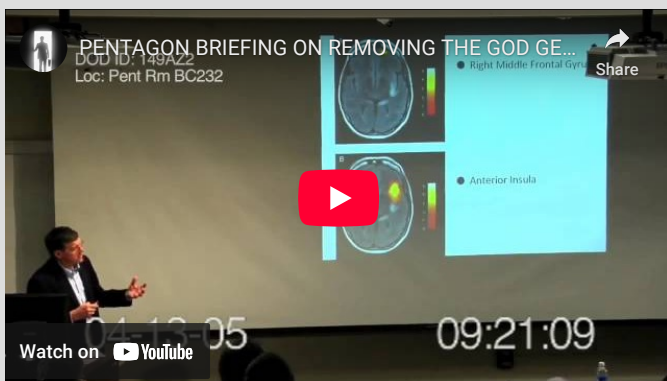 PENTAGON BRIEFING ON REMOVING THE GOD GE...
DOD ID: 149AZ2
Loc: Pent Rm BC232
Share
Right Middle Frontal Gyru
B
Anterior Insula
04-13-05
09:21:09
Watch on YouTube